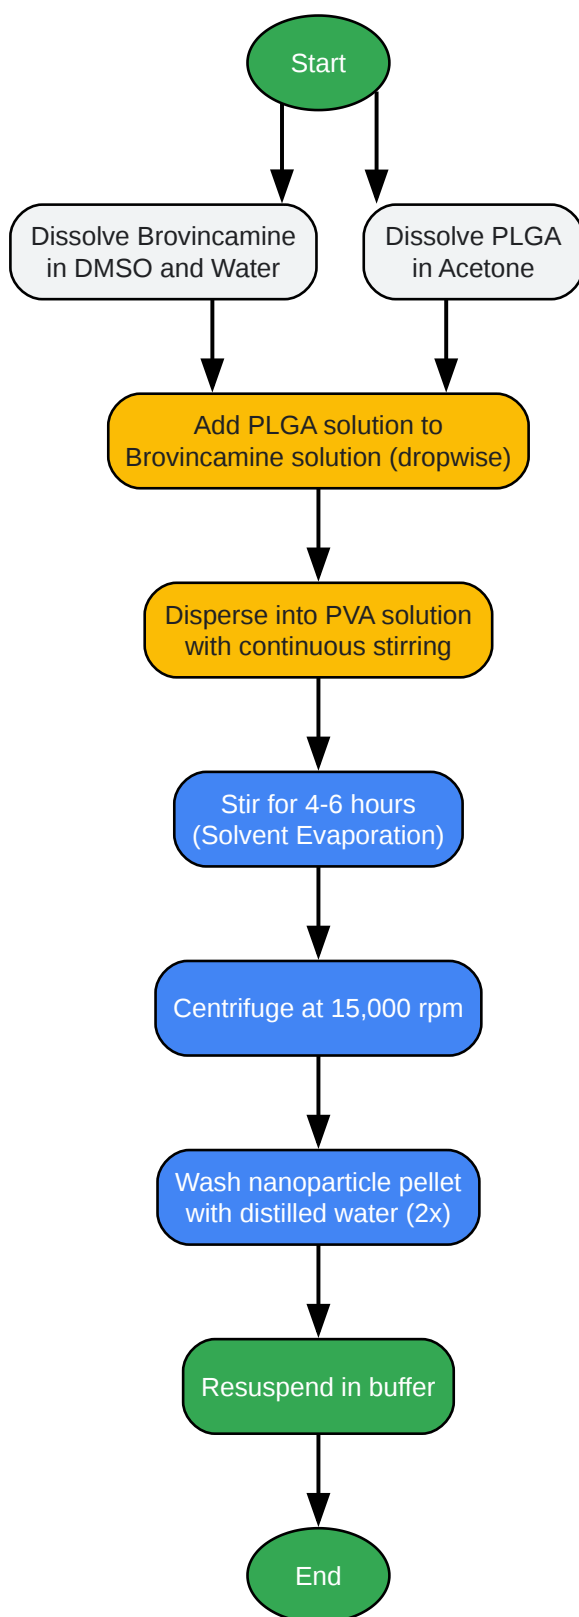 Start
Dissolve Brovincamine
in DMSO and Water
Dissolve PLGA
in Acetone
Add PLGA solution to
Brovincamine solution (dropwise)
Disperse into PVA solution
with continuous stirring
Stir for 4-6 hours
(Solvent Evaporation)
Centrifuge at 15,000 rpm
Wash nanoparticle pellet
with distilled water (2x)
Resuspend in buffer
End